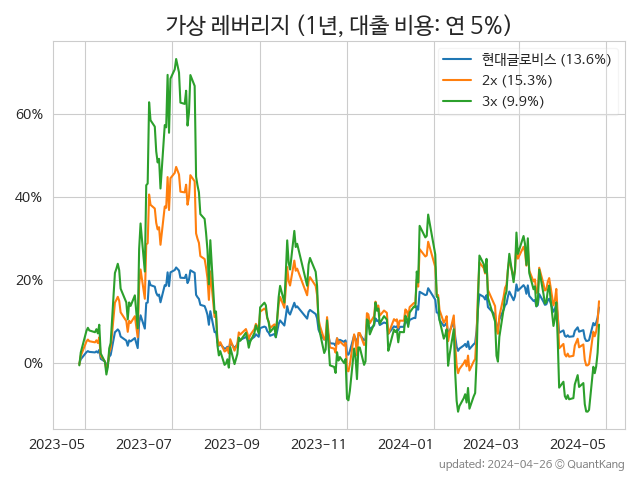 가상 레버리지 (1년, 대출 비용: 연 5%)
현대글로비스 (13.6%)
2x (15.3%)
3x (9.9%)
60%
40%
20%
0%
2023-05 2023-07 2023-09 2023-11 2024-01 2024-03 2024-05
updated: 2024-04-26 © QuantKang